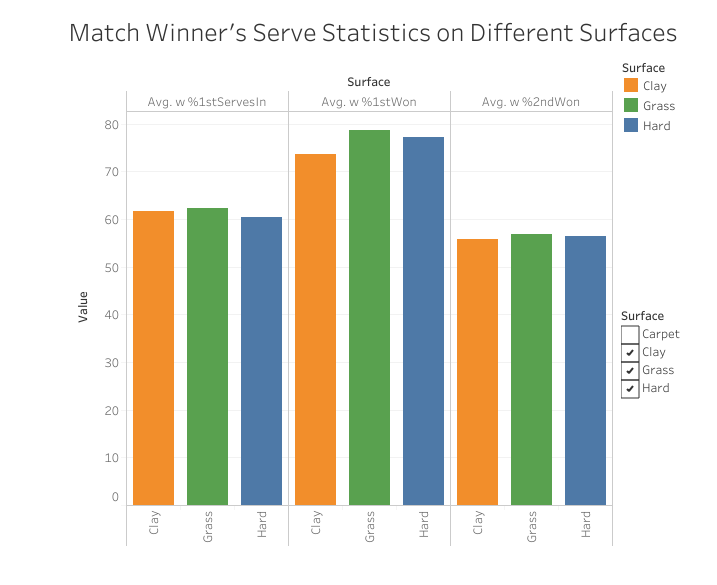 Match Winner's Serve Statistics on Different Surfaces
Surface
Avg. w %1stServesIn
Avg. w %1stWon
Avg. w %2ndWon
80
70
60
50
40
30
20
10
0
Value
Clay
Grass
Hard
Clay
Grass
Hard
Clay
Grass
Hard
Surface
Clay
Grass
Hard
Surface
Carpet
Clay
Grass
Hard